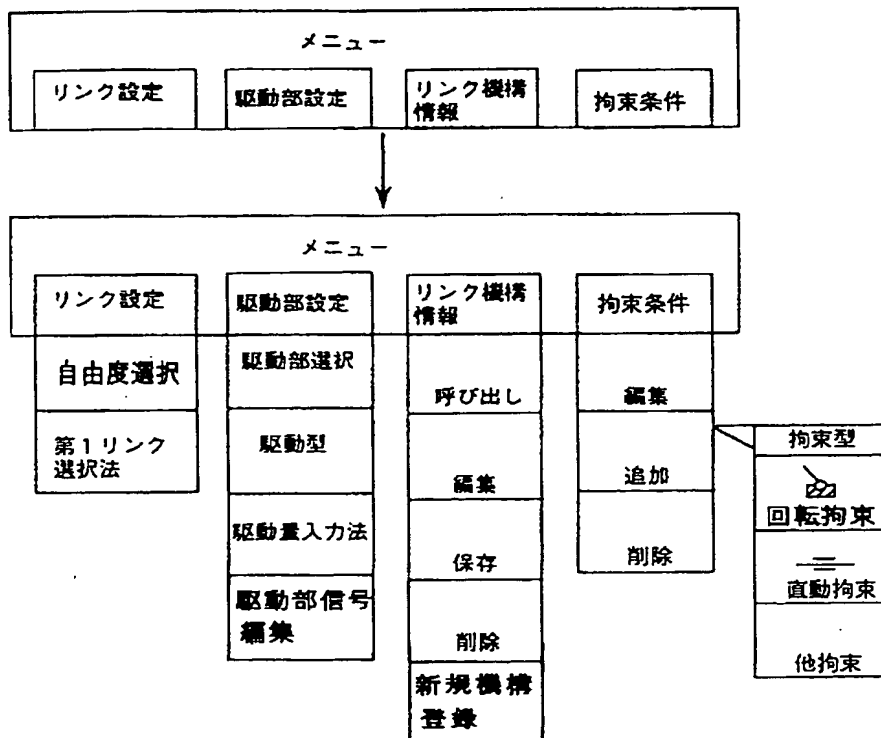 メニュー
リンク設定
駆動部設定
リンク機構
情報
拘束条件
メニュー
リンク設定
駆動部設定
リンク機構
情報
拘束条件
自由度選択
第1リンク
選択法
駆動部選択
駆動型
駆動量入力法
駆動部信号
編集
呼び出し
編集
保存
削除
新規機構
登録
編集
追加
削除
拘束型
回転拘束
直動拘束
他拘束